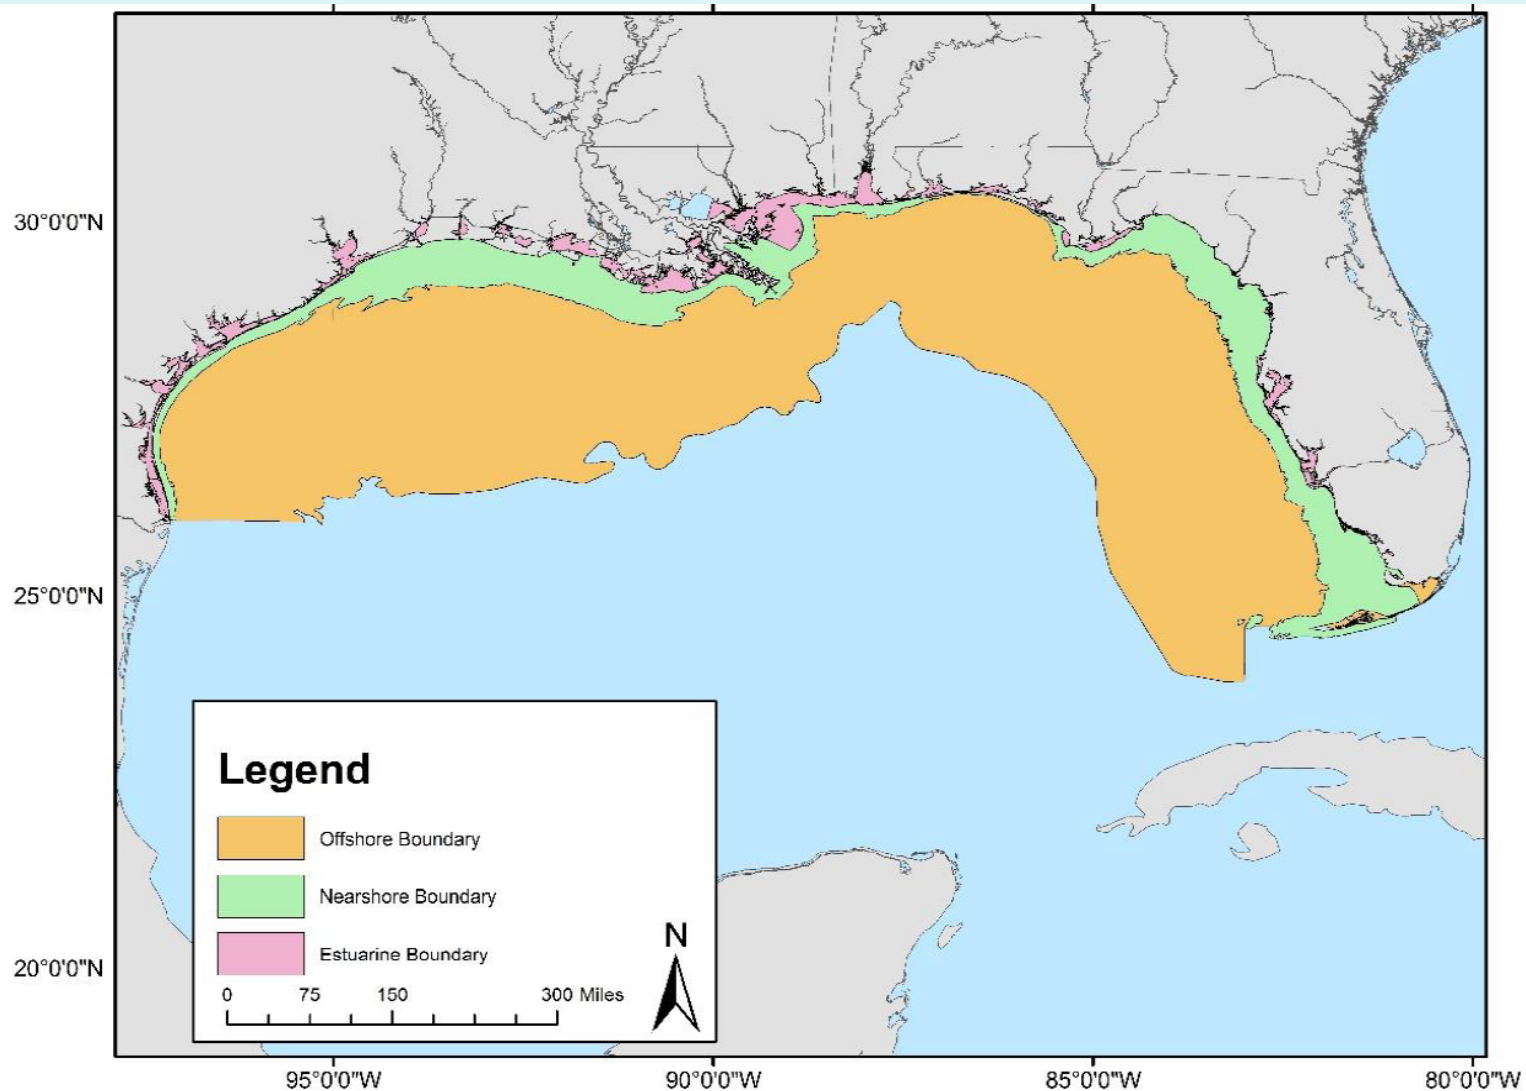 30°0'0"N
25°0'0"N
20°0'0"N
Legend
Offshore Boundary
Nearshore Boundary
Estuarine Boundary
N
0 75 150 300 Miles
95°0'0"W 90°0'0"W 85°0'0"W 80°0'0"W